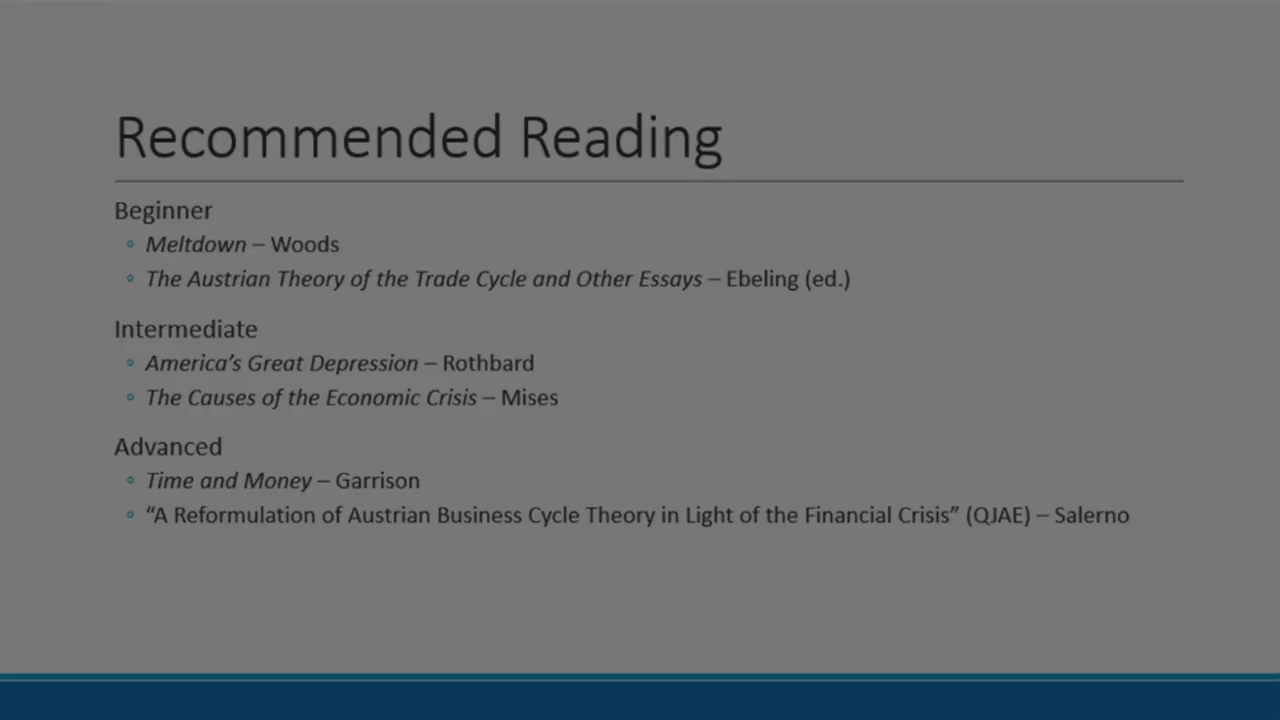 Recommended Reading
Beginner
◦ Meltdown – Woods
◦ The Austrian Theory of the Trade Cycle and Other Essays – Ebeling (ed.)
Intermediate
◦ America’s Great Depression – Rothbard
◦ The Causes of the Economic Crisis – Mises
Advanced
◦ Time and Money – Garrison
◦ “A Reformulation of Austrian Business Cycle Theory in Light of the Financial Crisis” (QJAE) – Salerno